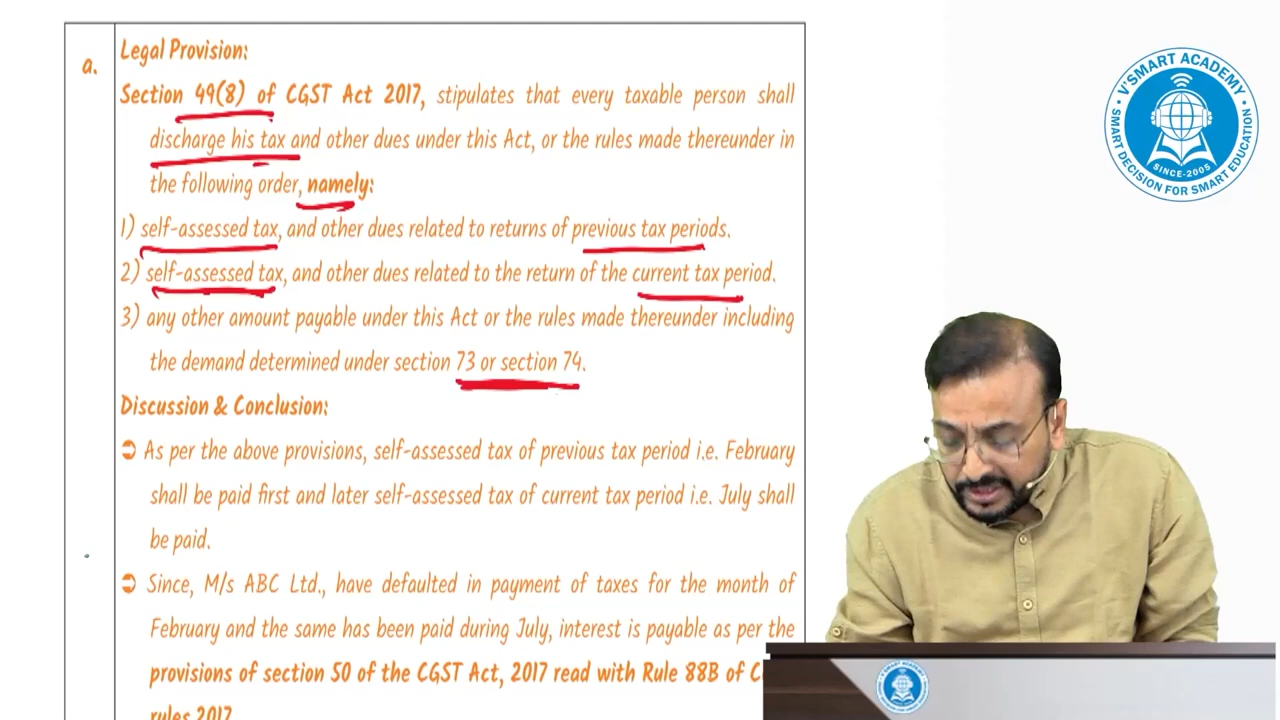 a.
Legal Provision:
Section 49(8) of CGST Act 2017, stipulates that every taxable person shall
discharge his tax and other dues under this Act, or the rules made thereunder in
the following order, namely:
1) self-assessed tax, and other dues related to returns of previous tax periods.
2) self-assessed tax, and other dues related to the return of the current tax period.
3) any other amount payable under this Act or the rules made thereunder including
the demand determined under section 73 or section 74.
Discussion & Conclusion:
➲ As per the above provisions, self-assessed tax of previous tax period i.e. February
shall be paid first and later self-assessed tax of current tax period i.e. July shall
be paid.
➲ Since, M/s ABC Ltd., have defaulted in payment of taxes for the month of
February and the same has been paid during July, interest is payable as per the
provisions of section 50 of the CGST Act, 2017 read with Rule 88B of
rules 2017
V'SMART ACADEMY
SINCE-2005
SMART DECISION FOR SMART EDUCATION